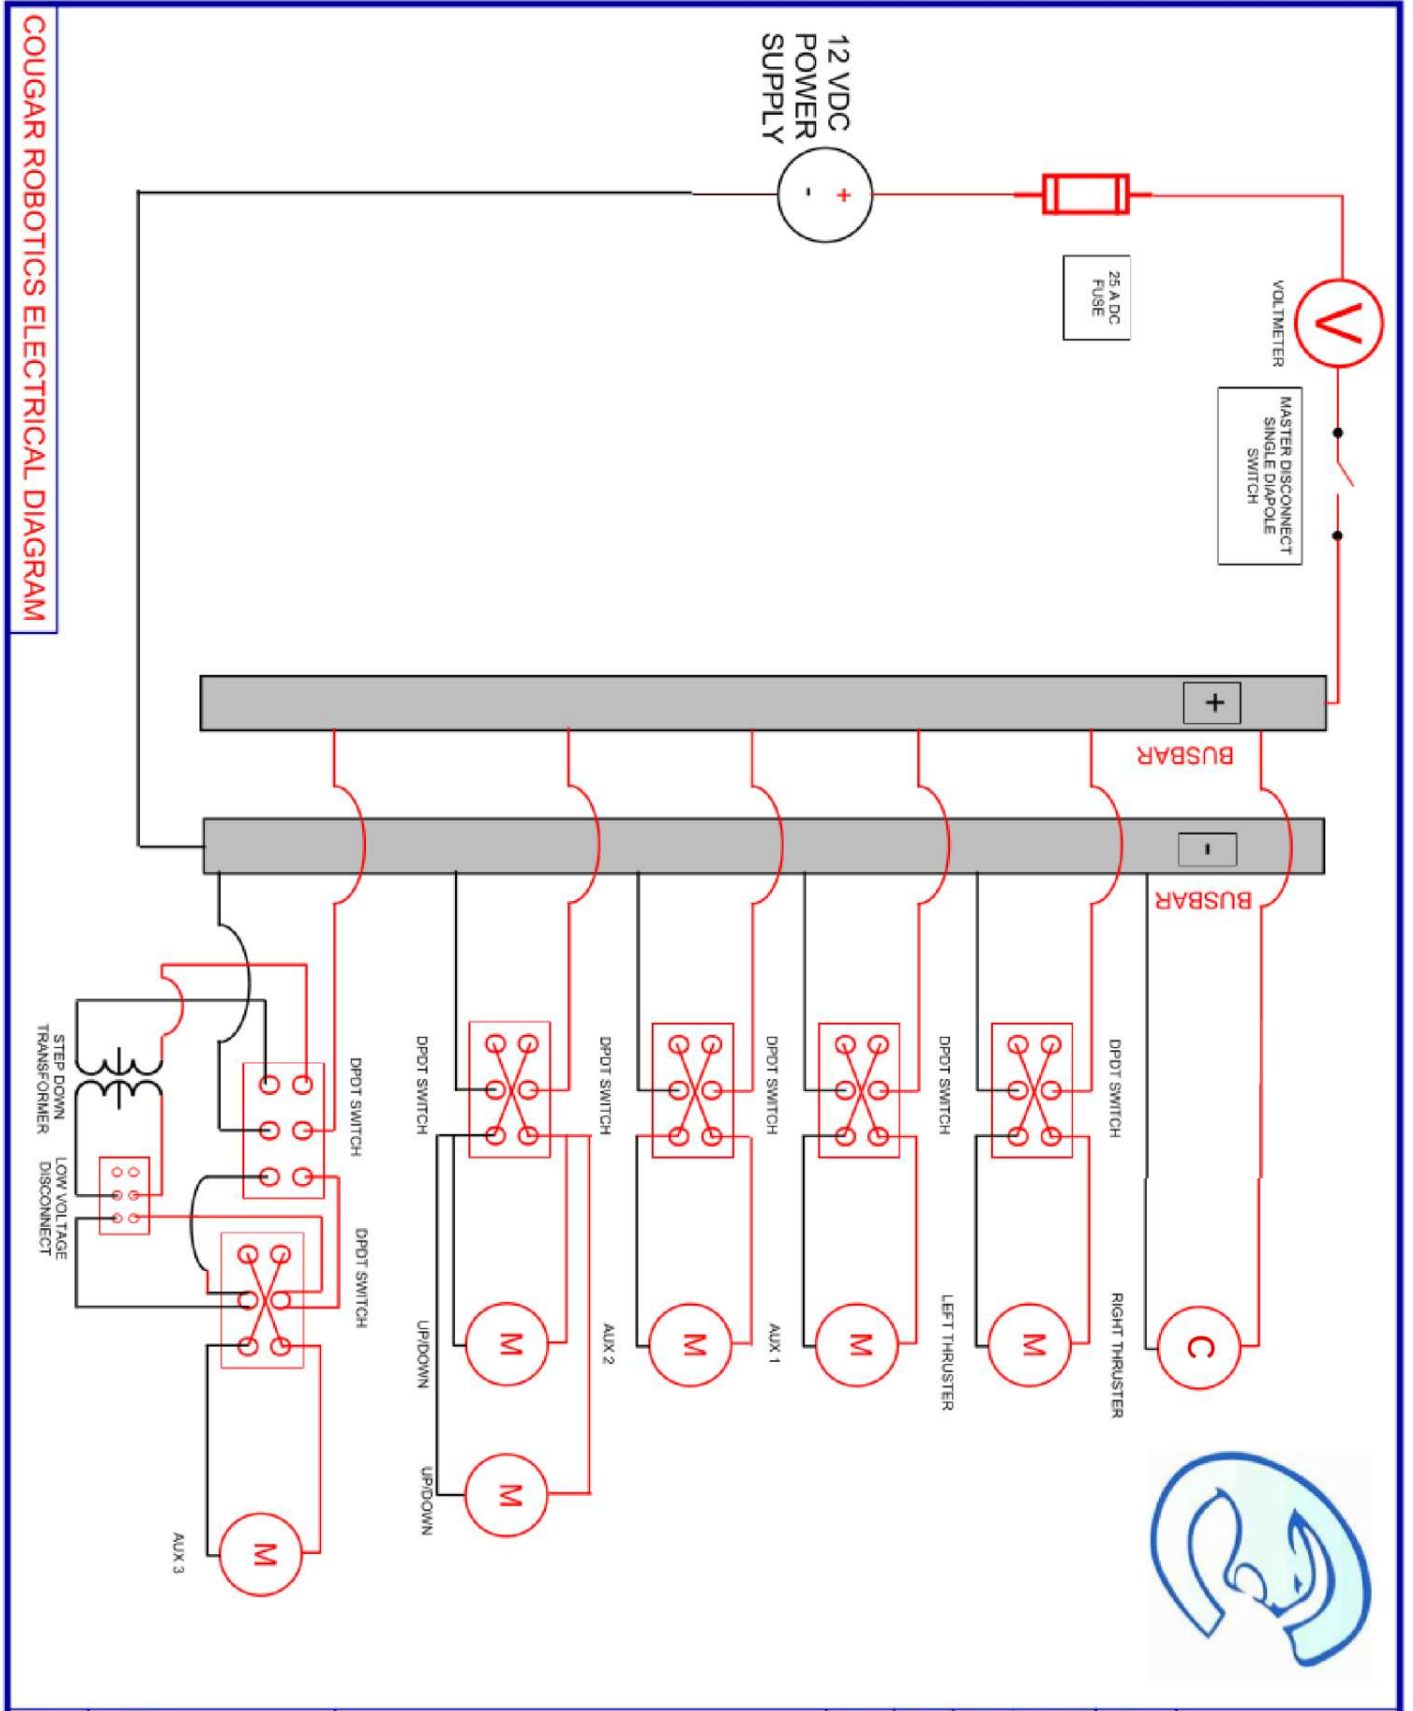 12 VDC
POWER
SUPPLY
+
-
25 A DC
FUSE
V
VOLTMETER
MASTER DISCONNECT
SINGLE DIAPOLE
SWITCH
+
BUSBAR
-
BUSBAR
C
DPDT SWITCH
RIGHT THRUSTER
M
DPDT SWITCH
LEFT THRUSTER
M
DPDT SWITCH
AUX 1
M
DPDT SWITCH
AUX 2
M
DPDT SWITCH
UP/DOWN
M
UP/DOWN
DPDT SWITCH
DPDT SWITCH
M
AUX 3
STEP DOWN
TRANSFORMER
LOW VOLTAGE
DISCONNECT
COUGAR ROBOTICS ELECTRICAL DIAGRAM